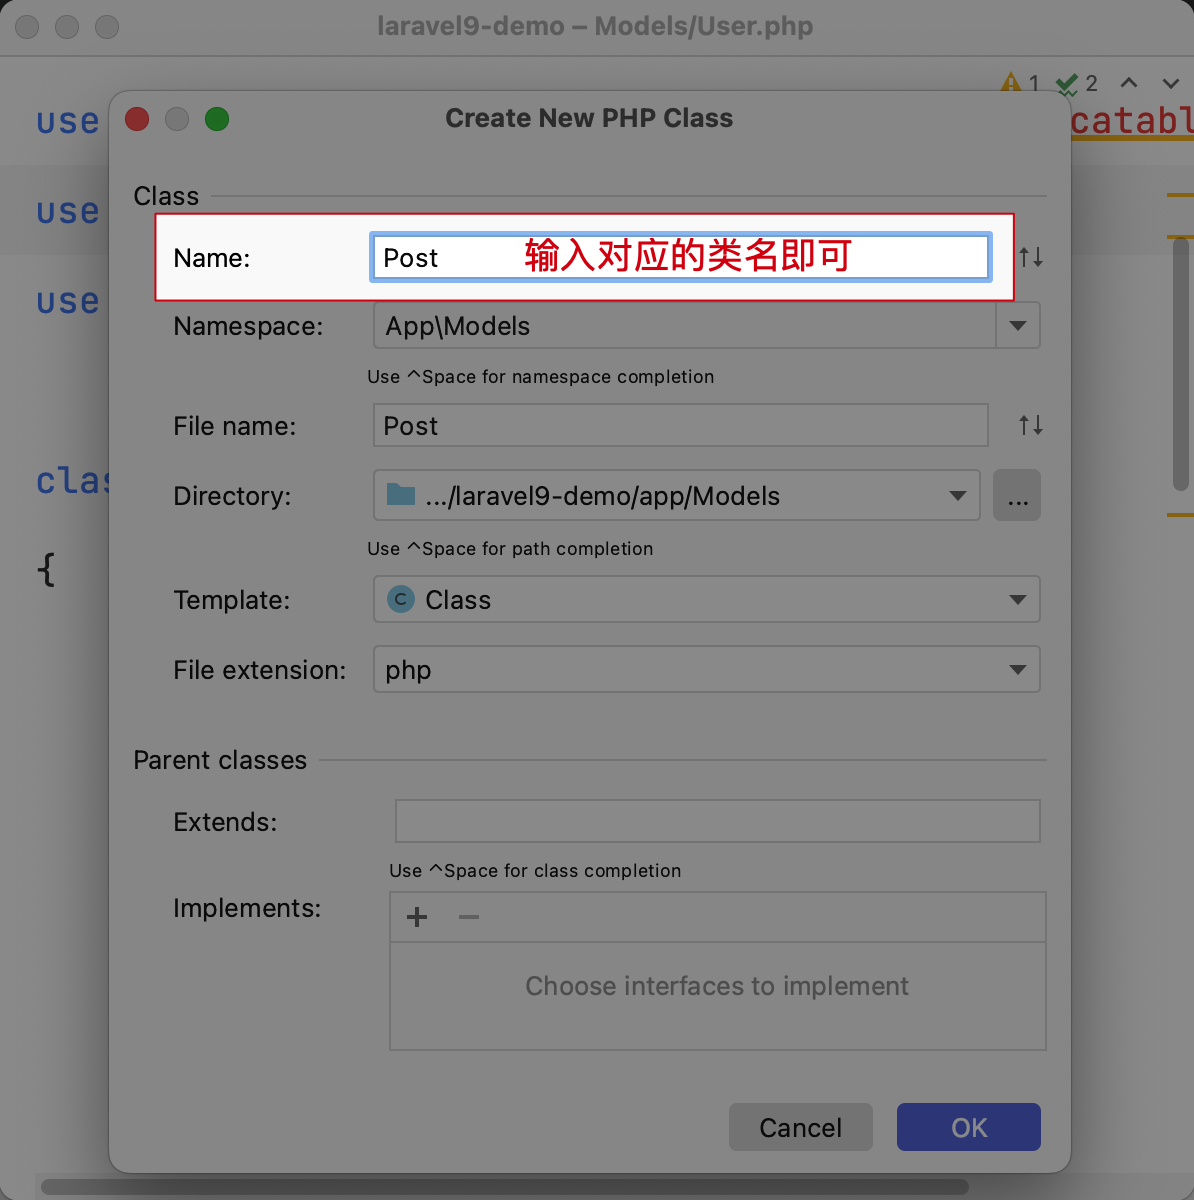 laravel9-demo – Models/User.php
1 2
use
catabl
Create New PHP Class
Class
use
Name: Post 输入对应的类名即可
use
Namespace: App\Models
Use ^Space for namespace completion
File name: Post
clas
Directory: .../laravel9-demo/app/Models ...
Use ^Space for path completion
{
Template: C Class
File extension: php
Parent classes
Extends:
Use ^Space for class completion
Implements: + −
Choose interfaces to implement
Cancel OK